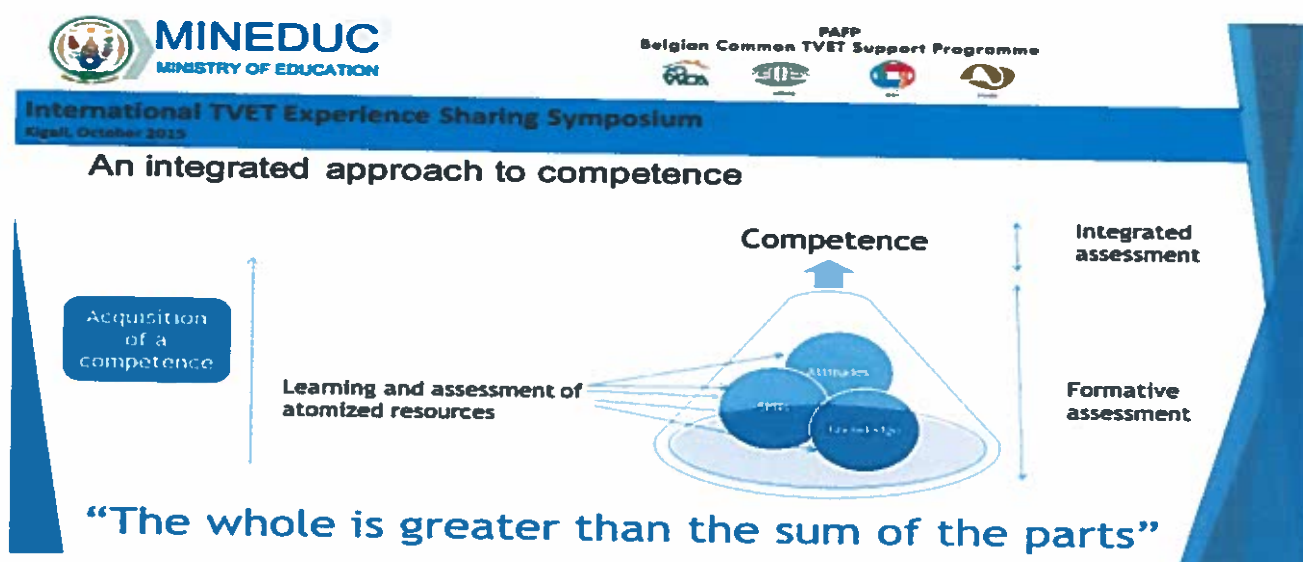 MINEDUC
MINISTRY OF EDUCATION
PAFP
Belgian Common TVET Support Programme
International TVET Experience Sharing Symposium
Kigali, October 2015
An integrated approach to competence
Competence
Integrated
assessment
Acquisition
of a
competence
Attitudes
Learning and assessment of
atomized resources
Skills
Knowledge
Formative
assessment
“The whole is greater than the sum of the parts”